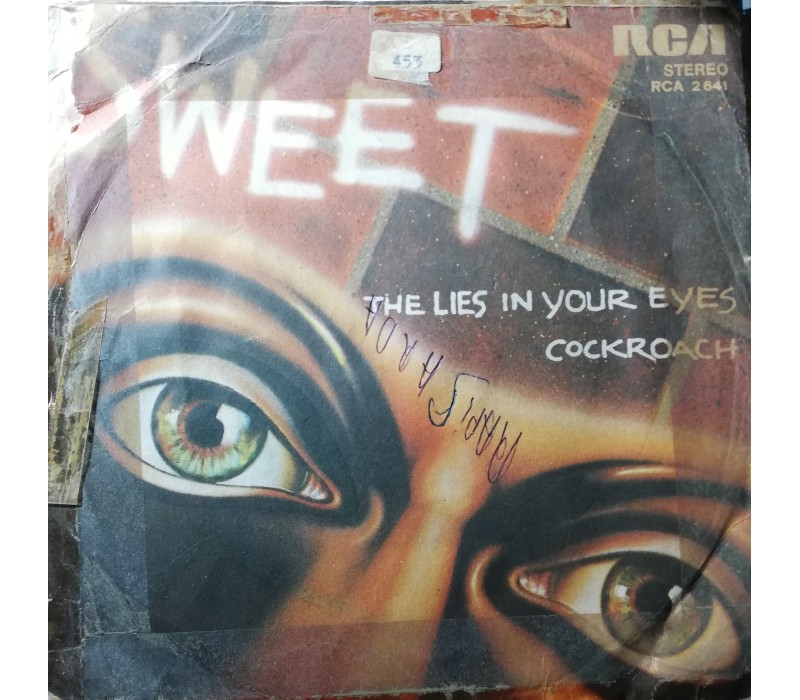 453
RCA
STEREO
RCA 2641
WEET
THE LIES IN YOUR EYES
COCKROACH